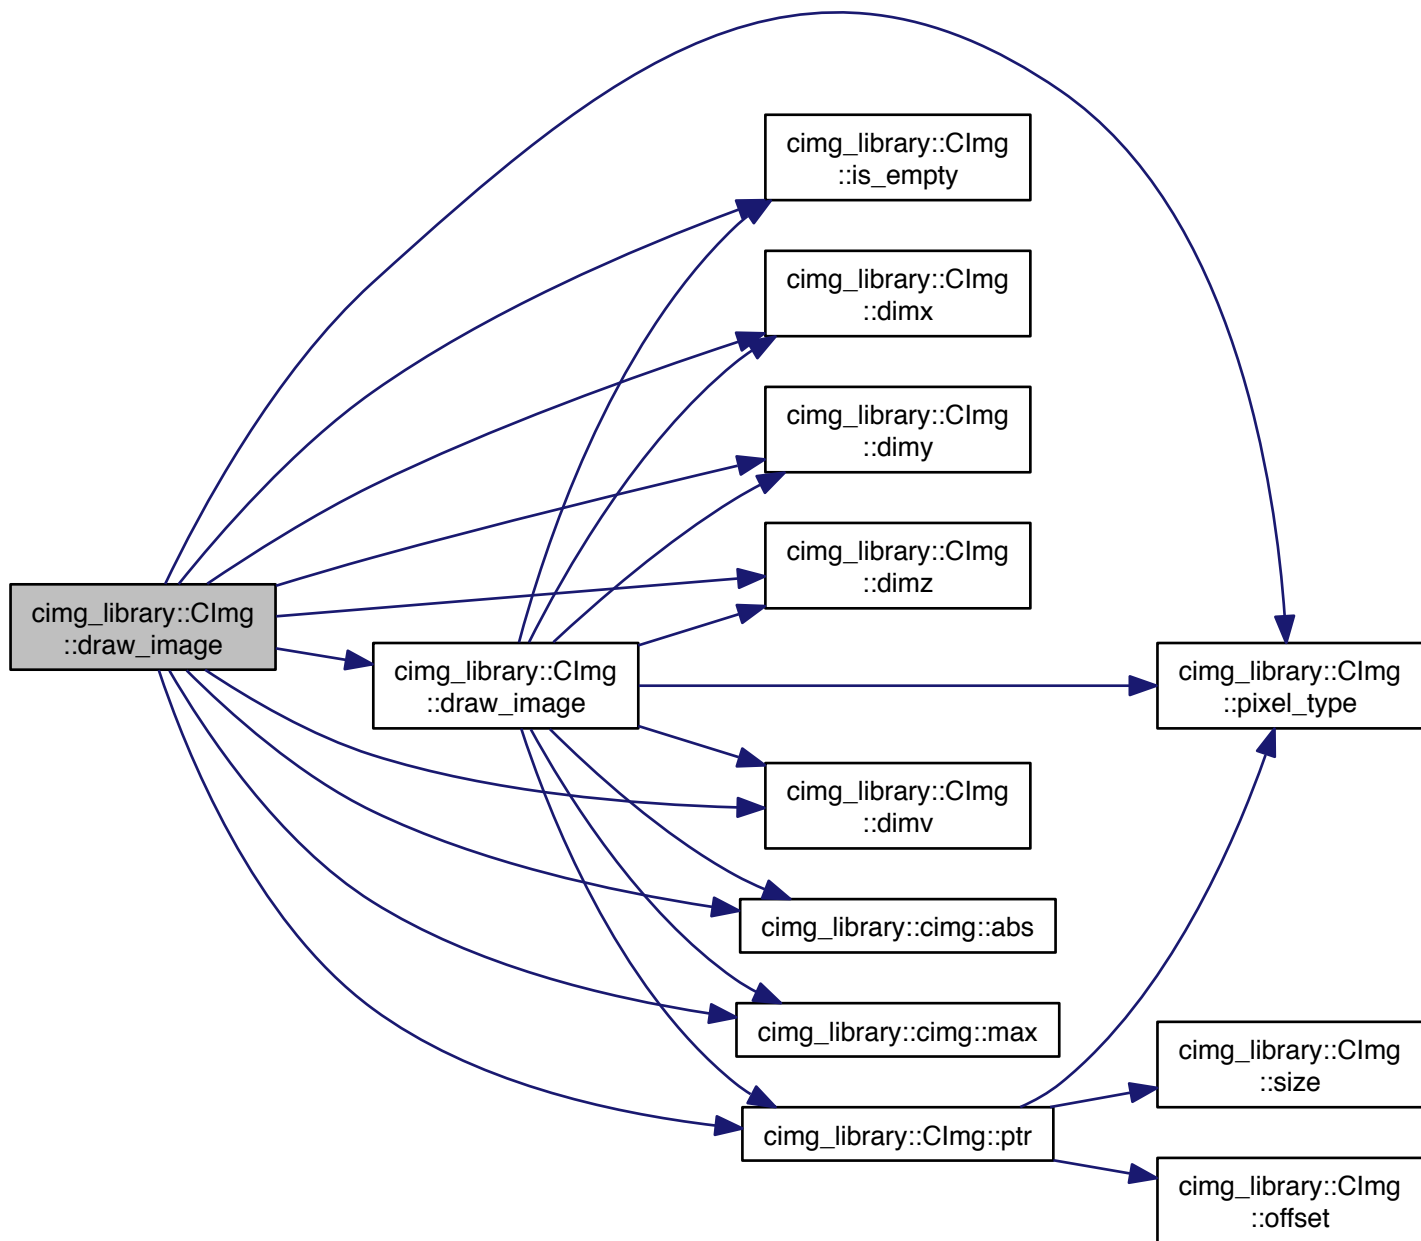 cimg_library::CImg
::is_empty
cimg_library::CImg
::dimx
cimg_library::CImg
::dimy
cimg_library::CImg
::dimz
cimg_library::CImg
::draw_image
cimg_library::CImg
::draw_image
cimg_library::CImg
::pixel_type
cimg_library::CImg
::dimv
cimg_library::cimg::abs
cimg_library::cimg::max
cimg_library::CImg
::size
cimg_library::CImg::ptr
cimg_library::CImg
::offset